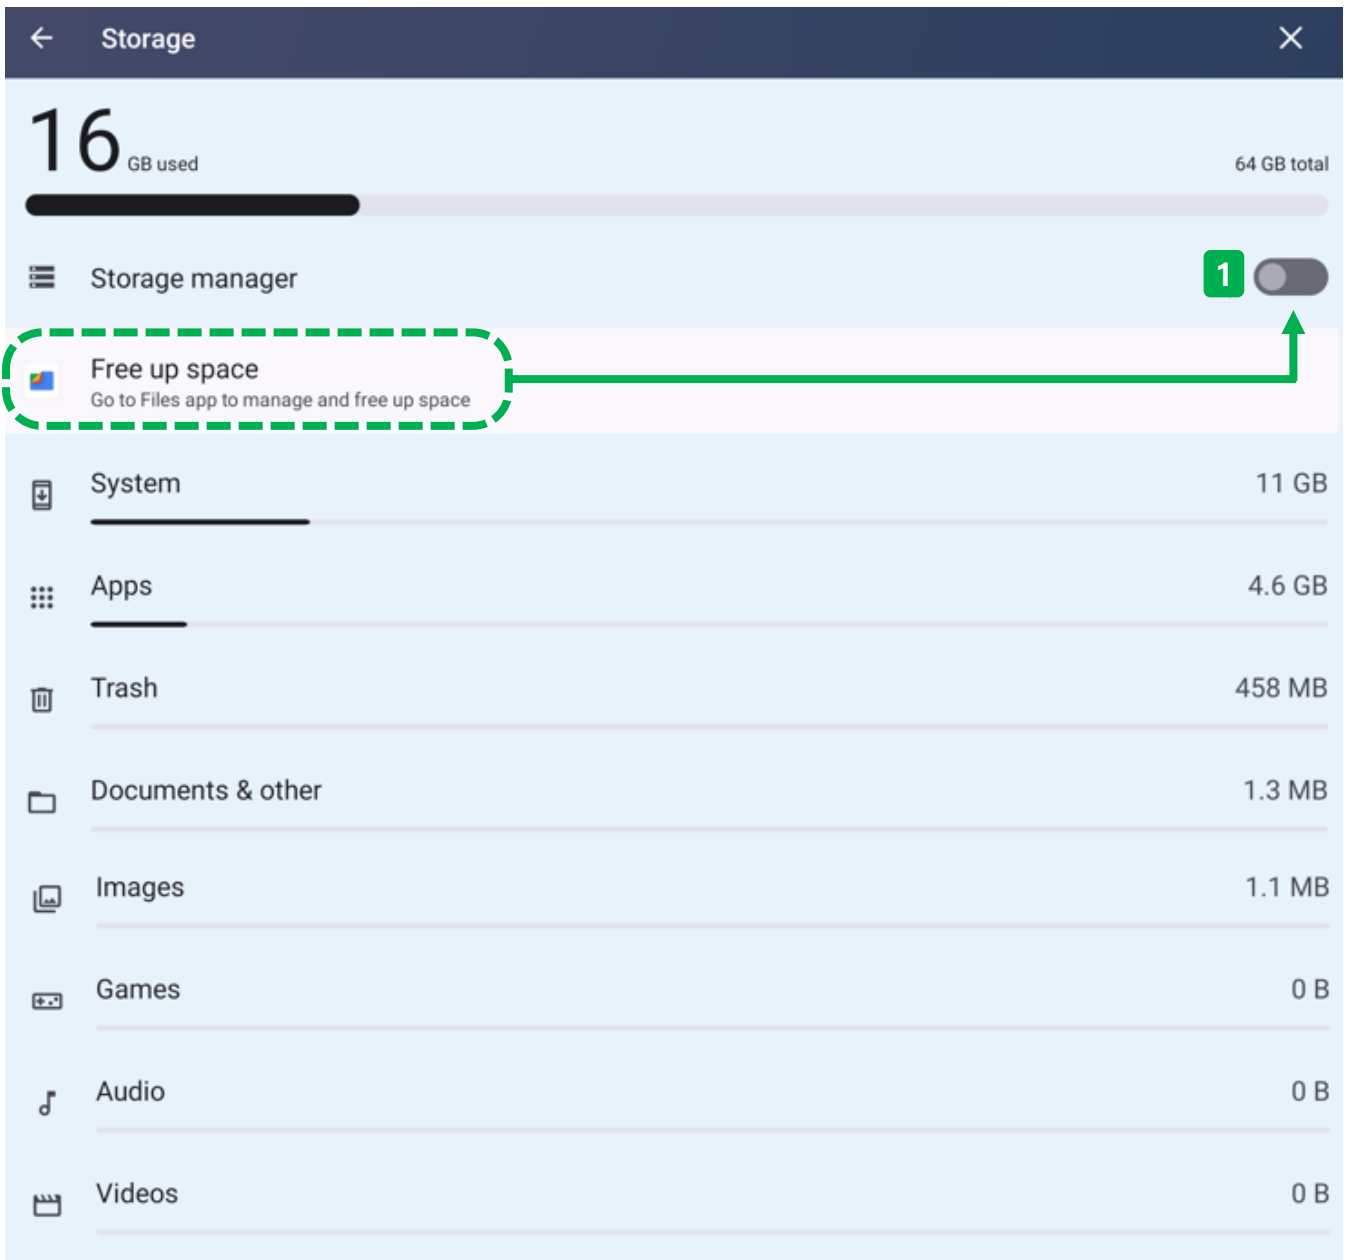 Storage
16 GB used
64 GB total
Storage manager
1
Free up space
Go to Files app to manage and free up space
System
11 GB
Apps
4.6 GB
Trash
458 MB
Documents & other
1.3 MB
Images
1.1 MB
Games
0 B
Audio
0 B
Videos
0 B